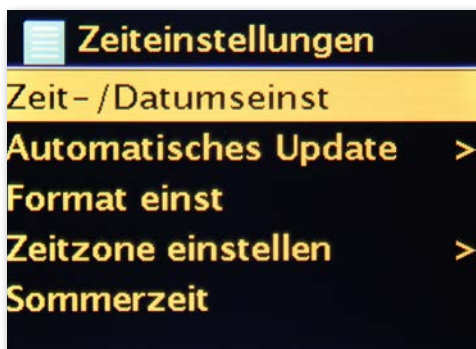 Zeiteinstellungen
Zeit-/Datumseinst
Automatisches Update >
Format einst
Zeitzone einstellen >
Sommerzeit